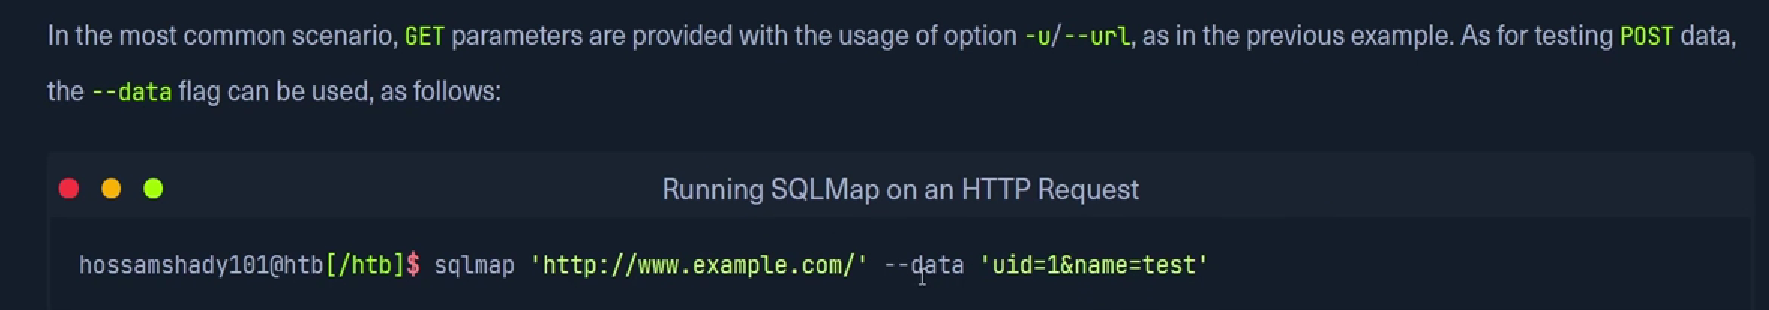 In the most common scenario, GET parameters are provided with the usage of option -u/--url, as in the previous example. As for testing POST data,
the --data flag can be used, as follows:
Running SQLMap on an HTTP Request
hossamshady101@htb[/htb]$ sqlmap 'http://www.example.com/' --data 'uid=1&name=test'